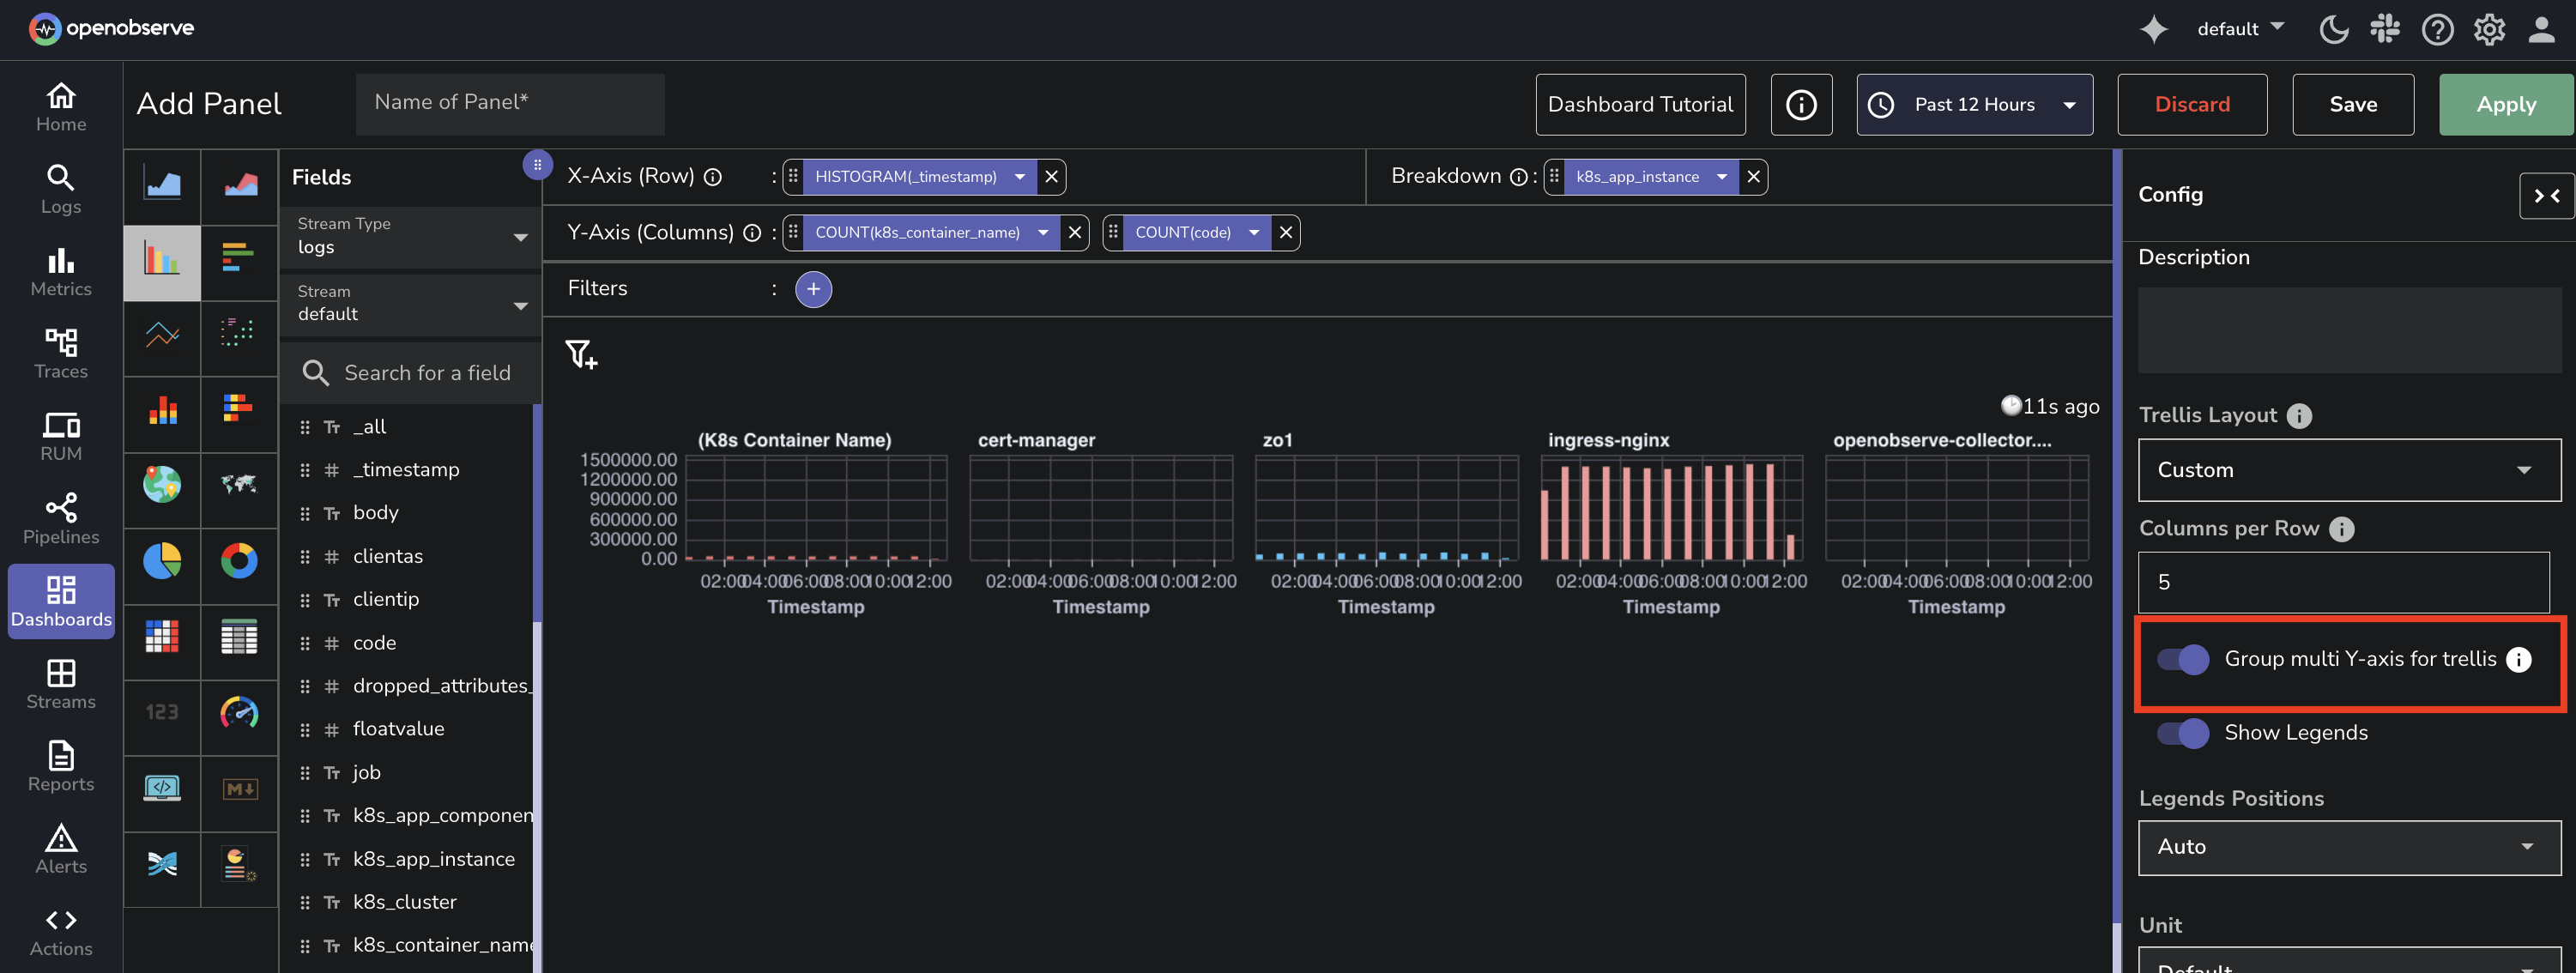 openobserve
default
Home
Logs
Metrics
Traces
RUM
Pipelines
Dashboards
Streams
Reports
Alerts
Actions
Add Panel
Name of Panel*
Dashboard Tutorial
Past 12 Hours
Discard
Save
Apply
123
M
Fields
Stream Type
logs
Stream
default
Search for a field
_all
_timestamp
body
clientas
clientip
code
dropped_attributes_
floatvalue
job
k8s_app_componen
k8s_app_instance
k8s_cluster
k8s_container_name
X-Axis (Row) :
HISTOGRAM(_timestamp)
Breakdown :
k8s_app_instance
Y-Axis (Columns) :
COUNT(k8s_container_name)
COUNT(code)
Filters :
11s ago
(K8s Container Name)
cert-manager
zo1
ingress-nginx
openobserve-collector....
1500000.00
1200000.00
900000.00
600000.00
300000.00
0.00
02:00 04:00 06:00 08:00 10:00 12:00
02:00 04:00 06:00 08:00 10:00 12:00
02:00 04:00 06:00 08:00 10:00 12:00
02:00 04:00 06:00 08:00 10:00 12:00
02:00 04:00 06:00 08:00 10:00 12:00
Timestamp
Timestamp
Timestamp
Timestamp
Timestamp
Config
Description
Trellis Layout
Custom
Columns per Row
5
Group multi Y-axis for trellis
Show Legends
Legends Positions
Auto
Unit
Default